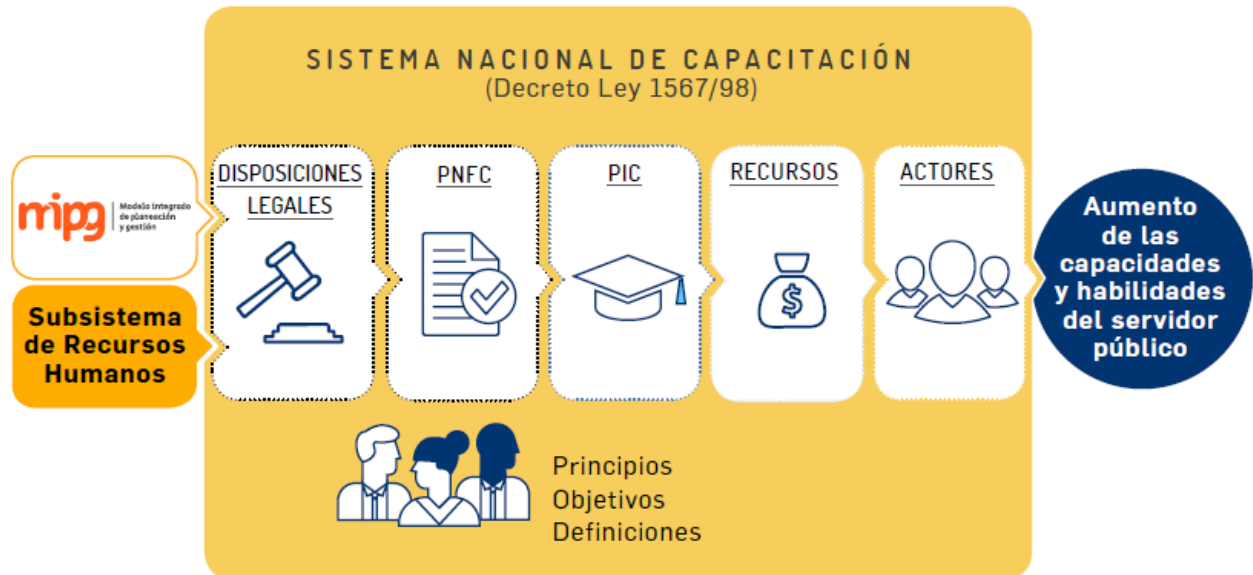 SISTEMA NACIONAL DE CAPACITACIÓN
(Decreto Ley 1567/98)
mipg
Modelo integrado
de planeación
y gestión
Subsistema
de Recursos
Humanos
DISPOSICIONES
LEGALES
PNFC
PIC
RECURSOS
$
ACTORES
Aumento
de las
capacidades
y habilidades
del servidor
público
Principios
Objetivos
Definiciones